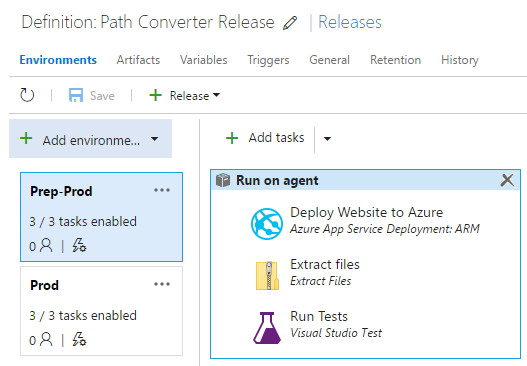 Definition: Path Converter Release | Releases
Environments Artifacts Variables Triggers General Retention History
Save Release
Add environme... Add tasks
Run on agent
Prep-Prod ...
3 / 3 tasks enabled
0
Deploy Website to Azure
Azure App Service Deployment: ARM
Extract files
Extract Files
Prod ...
3 / 3 tasks enabled
0
Run Tests
Visual Studio Test